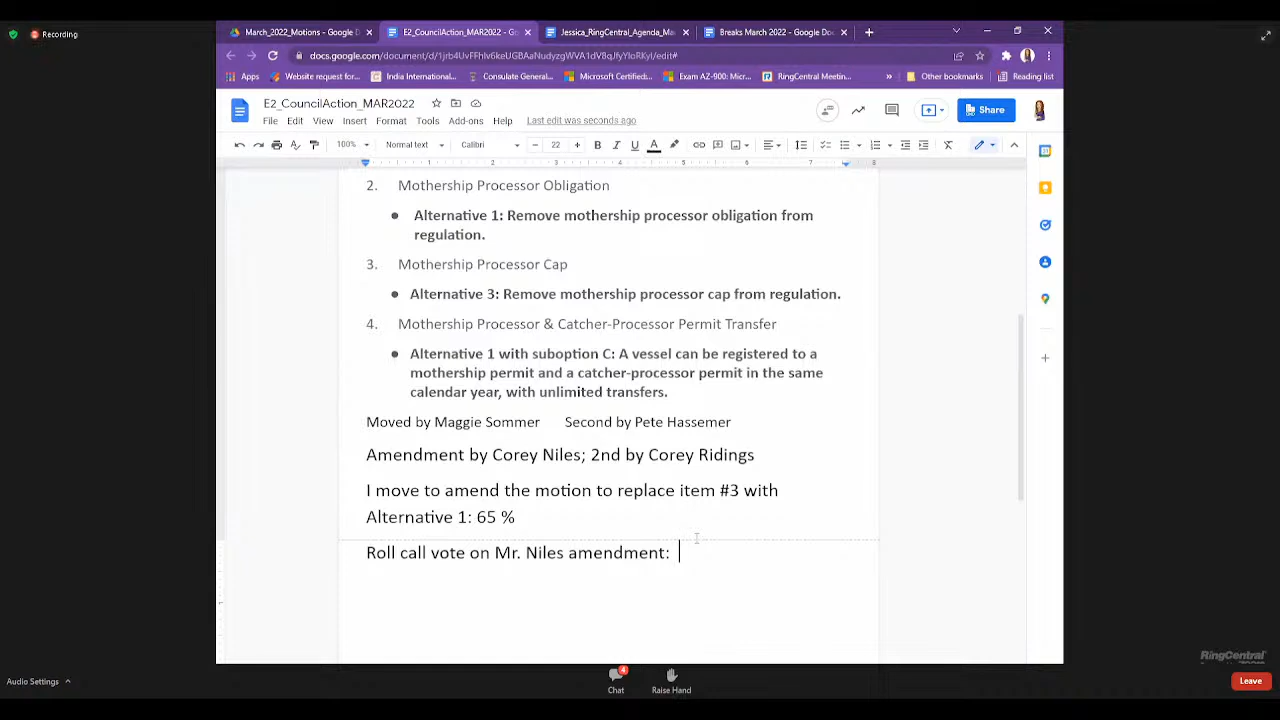 Recording
March_2022_Motions - Google D
E2_CouncilAction_MAR2022 - Go
Jessica_RingCentral_Agenda_Ma
Breaks March 2022 - Google Doc
Apps
Website request for...
India International...
Consulate General...
Microsoft Certified...
Exam AZ-900: Micr...
RingCentral Meetin...
»
Other bookmarks
Reading list
E2_CouncilAction_MAR2022
File Edit View Insert Format Tools Add-ons Help Last edit was seconds ago
Share
100% Normal text Calibri 22 B I U A
2. Mothership Processor Obligation
● Alternative 1: Remove mothership processor obligation from
regulation.
3. Mothership Processor Cap
● Alternative 3: Remove mothership processor cap from regulation.
4. Mothership Processor & Catcher-Processor Permit Transfer
● Alternative 1 with suboption C: A vessel can be registered to a
mothership permit and a catcher-processor permit in the same
calendar year, with unlimited transfers.
Moved by Maggie Sommer Second by Pete Hassemer
Amendment by Corey Niles; 2nd by Corey Ridings
I move to amend the motion to replace item #3 with
Alternative 1: 65 %
Roll call vote on Mr. Niles amendment:
RingCentral
Audio Settings
4
Chat
Raise Hand
Leave